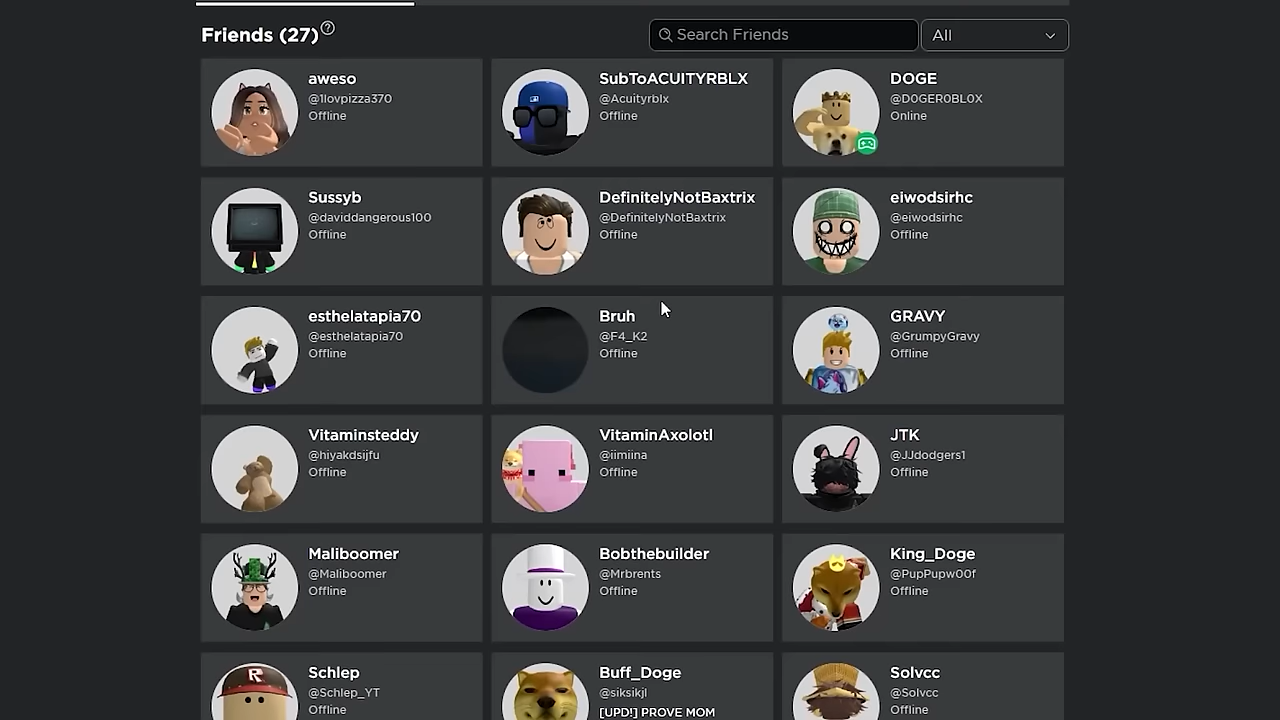 Friends (27)
?
Search Friends
All
aweso
@1lovpizza370
Offline
SubToACUITYRBLX
@Acuityrblx
Offline
DOGE
@D0GER0BL0X
Online
Sussyb
@daviddangerous100
Offline
DefinitelyNotBaxtrix
@DefinitelyNotBaxtrix
Offline
eiwodsirhc
@eiwodsirhc
Offline
esthelatapia70
@esthelatapia70
Offline
Bruh
@F4_K2
Offline
GRAVY
@GrumpyGravy
Offline
Vitaminsteddy
@hiyakdsijfu
Offline
VitaminAxolotl
@iimiina
Offline
JTK
@JJdodgers1
Offline
Maliboomer
@Maliboomer
Offline
Bobthebuilder
@Mrbrents
Offline
King_Doge
@PupPupw00f
Offline
Schlep
@Schlep_YT
Offline
Buff_Doge
@siksikjl
[UPD!] PROVE MOM
Solvcc
@Solvcc
Offline